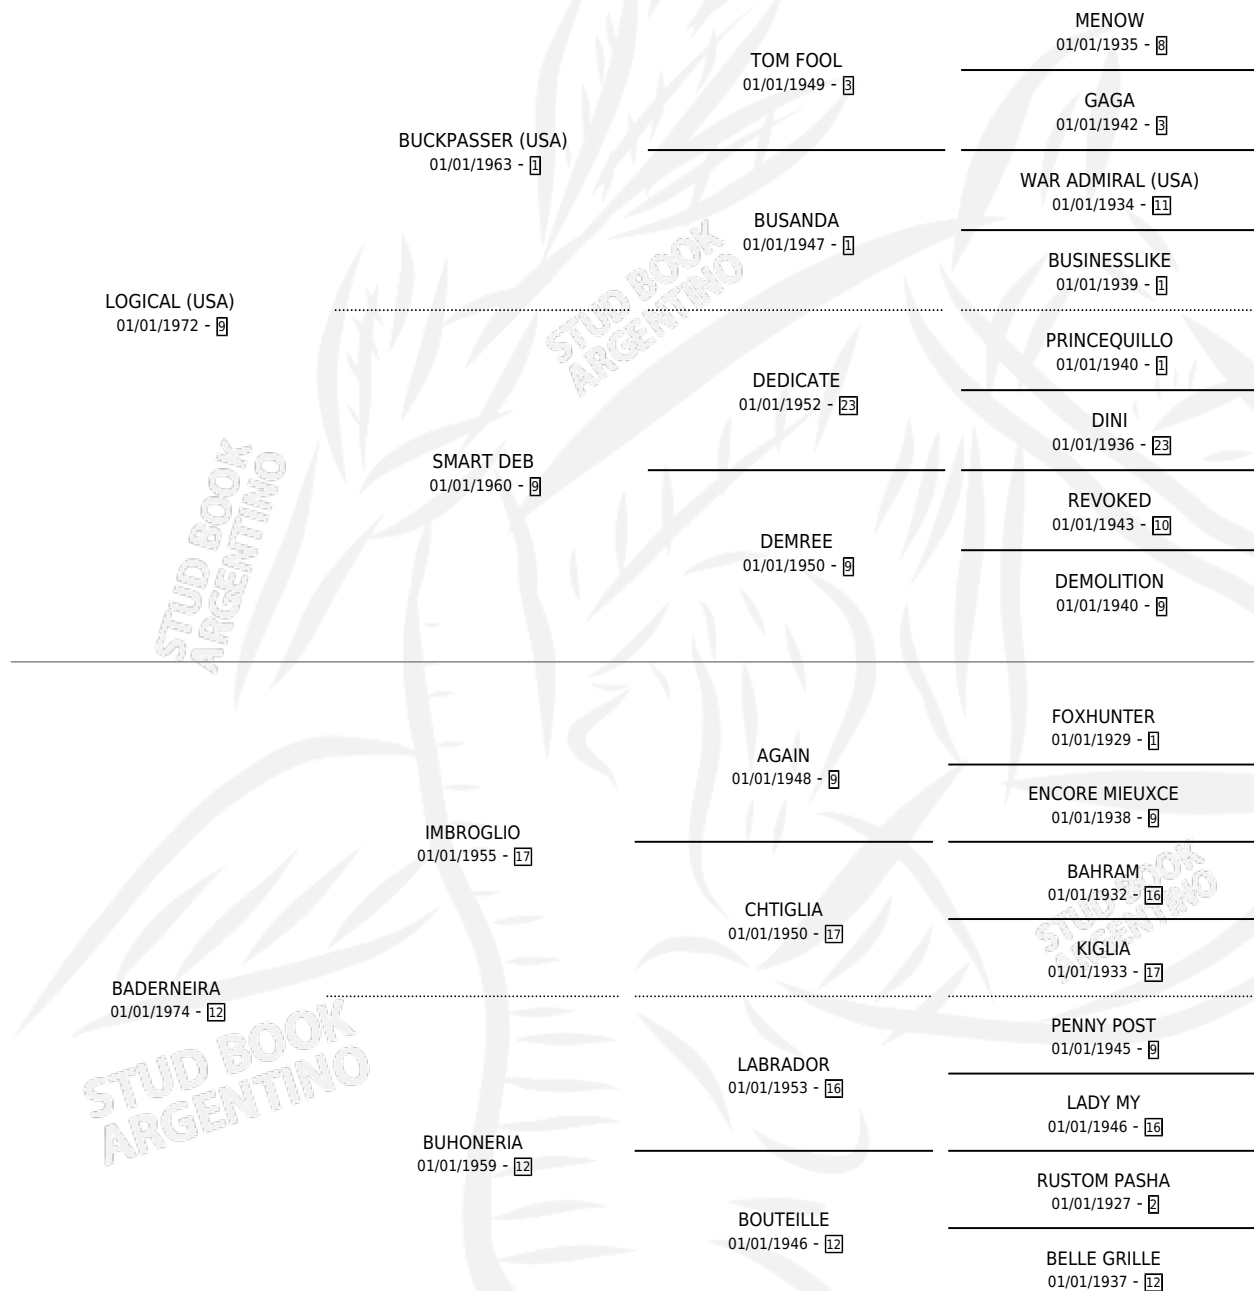 LOGICAL (USA)
01/01/1972 - 9
BUCKPASSER (USA)
01/01/1963 - 1
SMART DEB
01/01/1960 - 9
TOM FOOL
01/01/1949 - 3
BUSANDA
01/01/1947 - 1
DEDICATE
01/01/1952 - 23
DEMREE
01/01/1950 - 9
MENOW
01/01/1935 - 8
GAGA
01/01/1942 - 3
WAR ADMIRAL (USA)
01/01/1934 - 11
BUSINESSLIKE
01/01/1939 - 1
PRINCEQUILLO
01/01/1940 - 1
DINI
01/01/1936 - 23
REVOKED
01/01/1943 - 10
DEMOLITION
01/01/1940 - 9
BADERNEIRA
01/01/1974 - 12
IMBROGLIO
01/01/1955 - 17
BUHONERIA
01/01/1959 - 12
AGAIN
01/01/1948 - 9
CHTIGLIA
01/01/1950 - 17
LABRADOR
01/01/1953 - 16
BOUTEILLE
01/01/1946 - 12
FOXHUNTER
01/01/1929 - 1
ENCORE MIEUXCE
01/01/1938 - 9
BAHRAM
01/01/1932 - 16
KIGLIA
01/01/1933 - 17
PENNY POST
01/01/1945 - 9
LADY MY
01/01/1946 - 16
RUSTOM PASHA
01/01/1927 - 2
BELLE GRILLE
01/01/1937 - 12
STUD BOOK
ARGENTINO
STUD BOOK
ARGENTINO
STUD BOOK
ARGENTINO
STUD BOOK
ARGENTINO